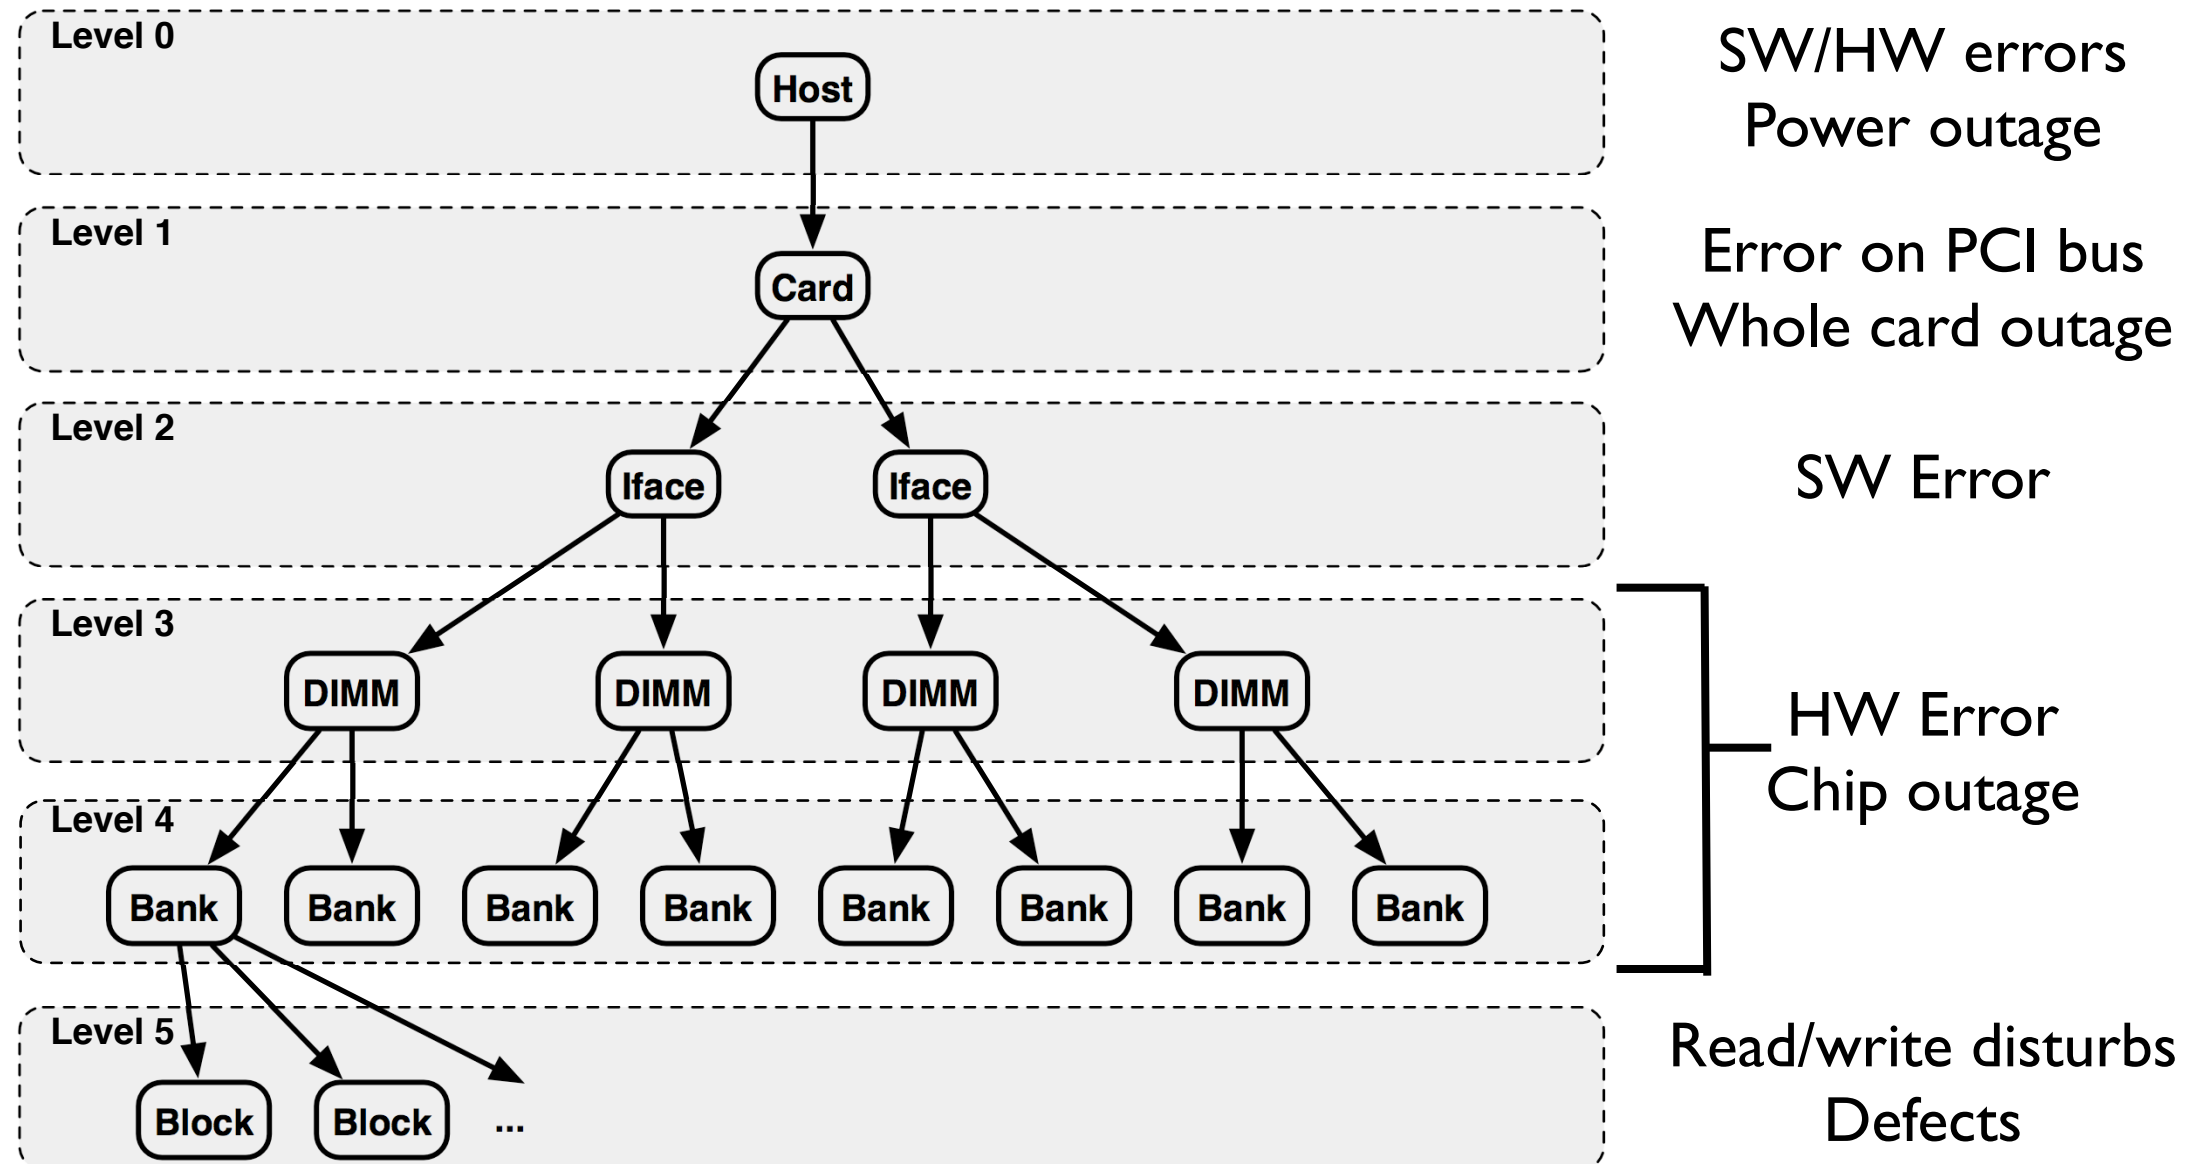 Level 0
Host
SW/HW errors
Power outage
Level 1
Card
Error on PCI bus
Whole card outage
Level 2
Iface Iface
SW Error
Level 3
DIMM DIMM DIMM DIMM
HW Error
Chip outage
Level 4
Bank Bank Bank Bank Bank Bank Bank Bank
Level 5
Block Block ...
Read/write disturbs
Defects